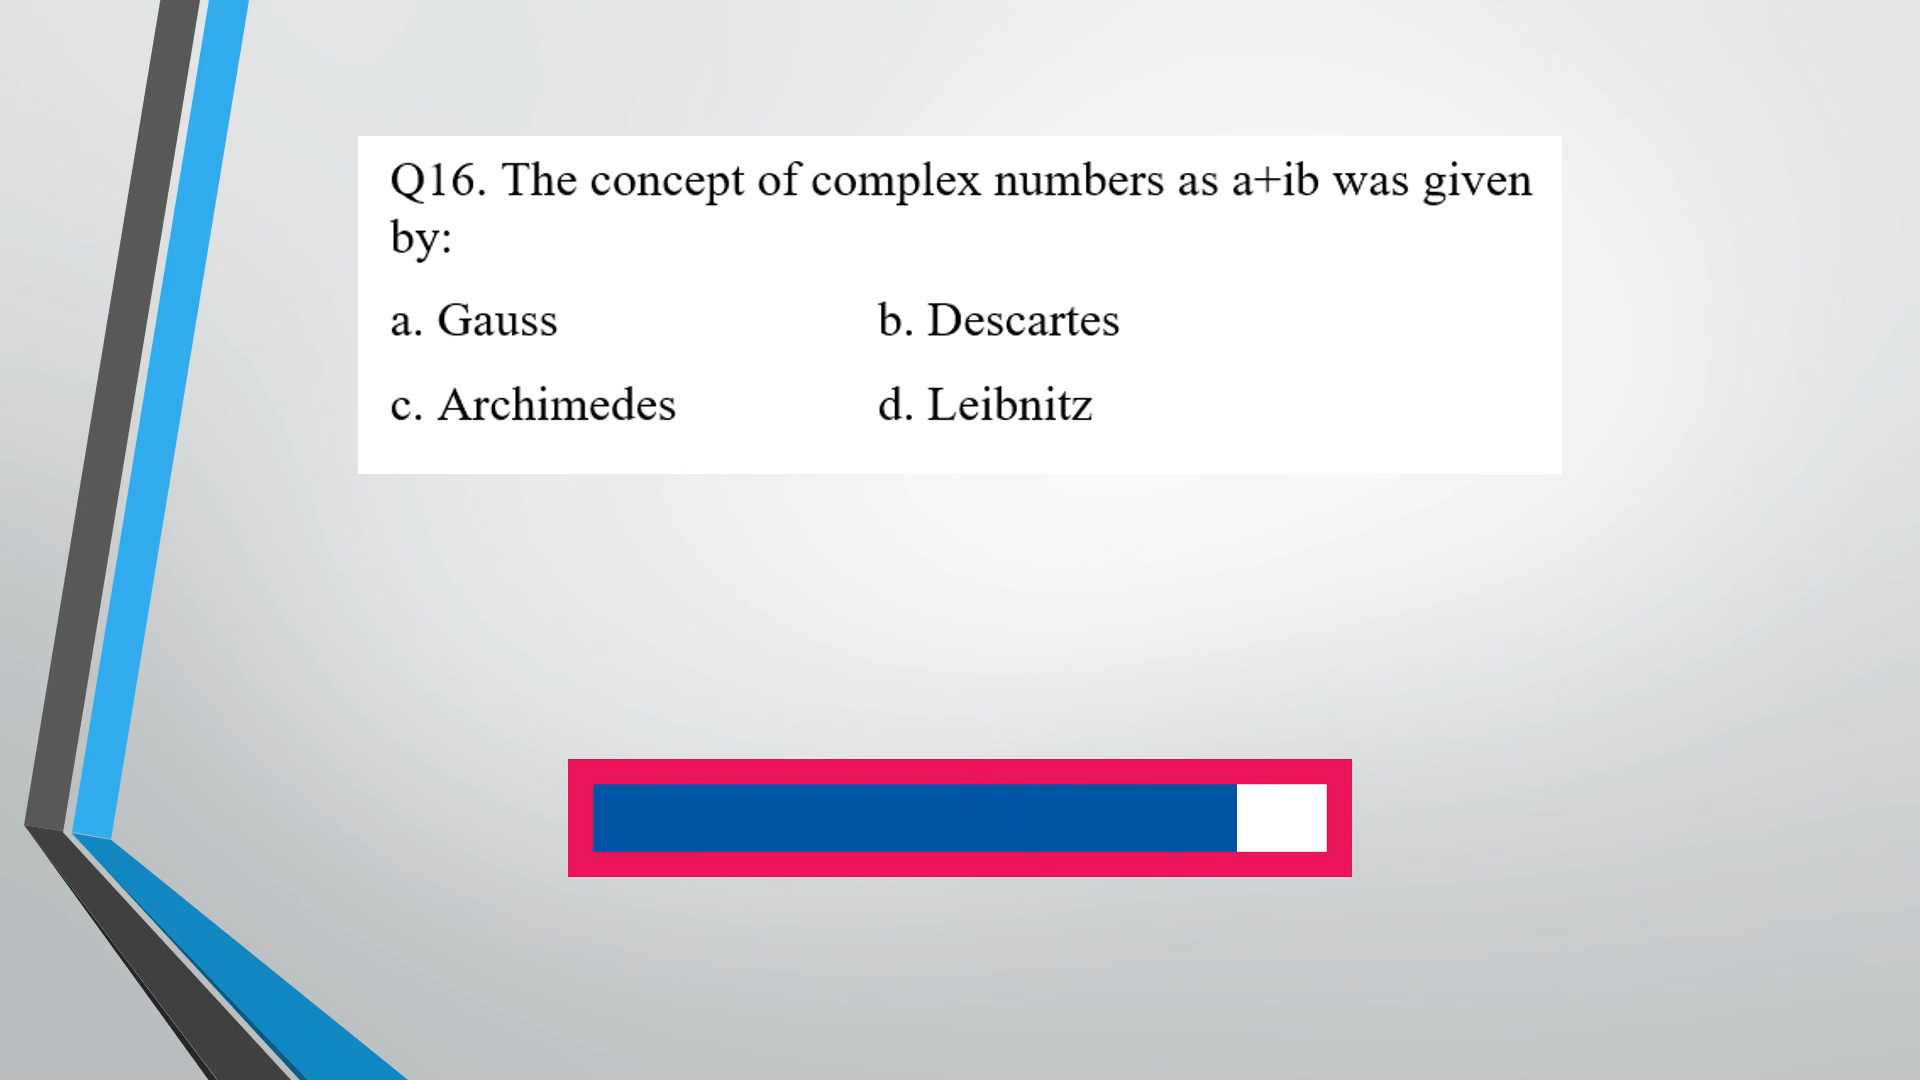 Q16. The concept of complex numbers as a+ib was given
by:
a. Gauss b. Descartes
c. Archimedes d. Leibnitz